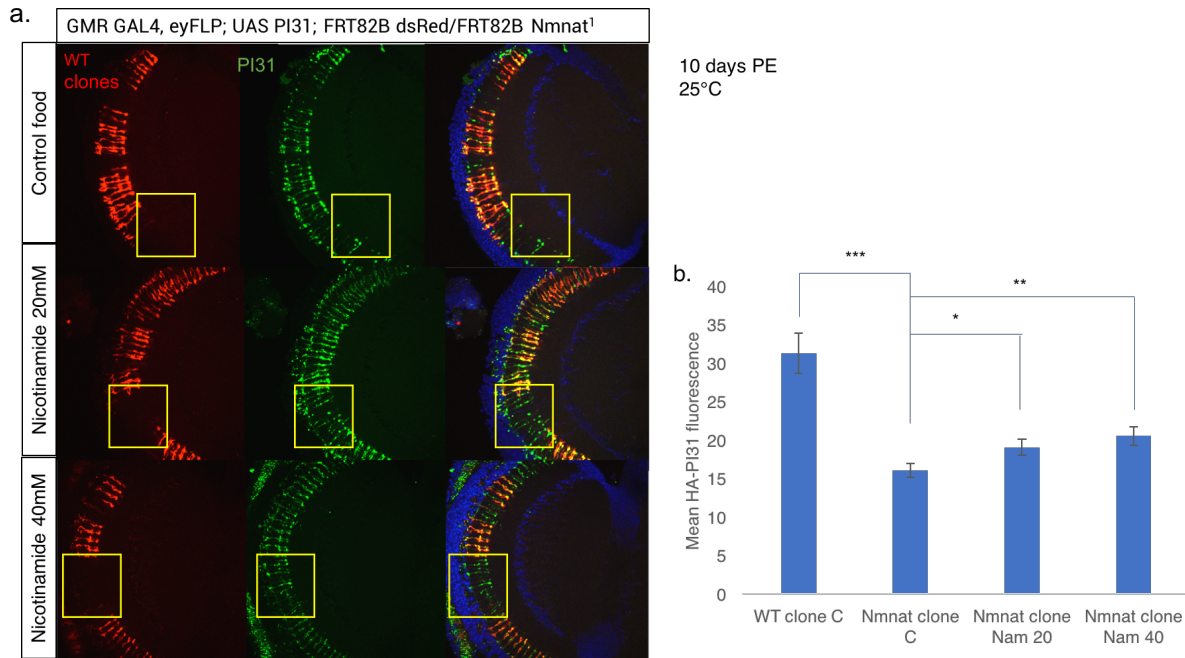 a.
GMR GAL4, eyFLP; UAS PI31; FRT82B dsRed/FRT82B Nmnat¹
WT
clones
PI31
Control food
Nicotinamide 20mM
Nicotinamide 40mM
10 days PE
25°C
b.
***
**
*
Mean HA-PI31 fluorescence
40
35
30
25
20
15
10
5
0
WT clone C
Nmnat clone
C
Nmnat clone
Nam 20
Nmnat clone
Nam 40